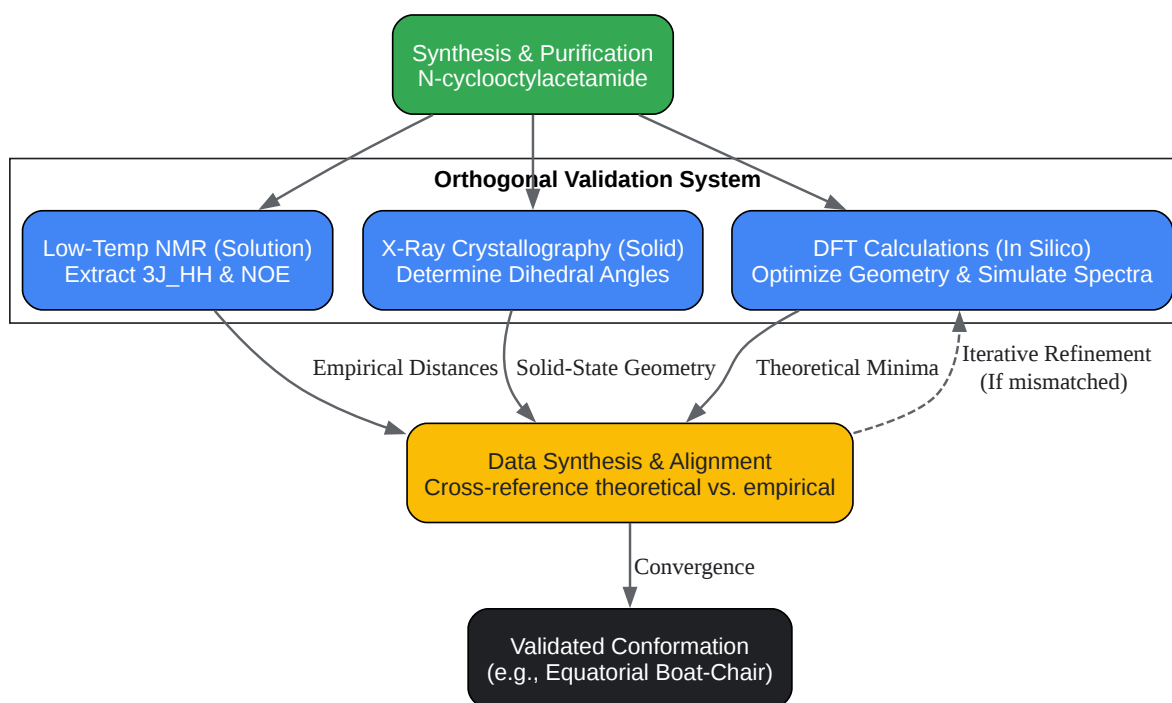 Synthesis & Purification
N-cyclooctylacetamide
Orthogonal Validation System
Low-Temp NMR (Solution)
Extract 3J_HH & NOE
X-Ray Crystallography (Solid)
Determine Dihedral Angles
DFT Calculations (In Silico)
Optimize Geometry & Simulate Spectra
Empirical Distances
Solid-State Geometry
Theoretical Minima
Iterative Refinement
(If mismatched)
Data Synthesis & Alignment
Cross-reference theoretical vs. empirical
Convergence
Validated Conformation
(e.g., Equatorial Boat-Chair)